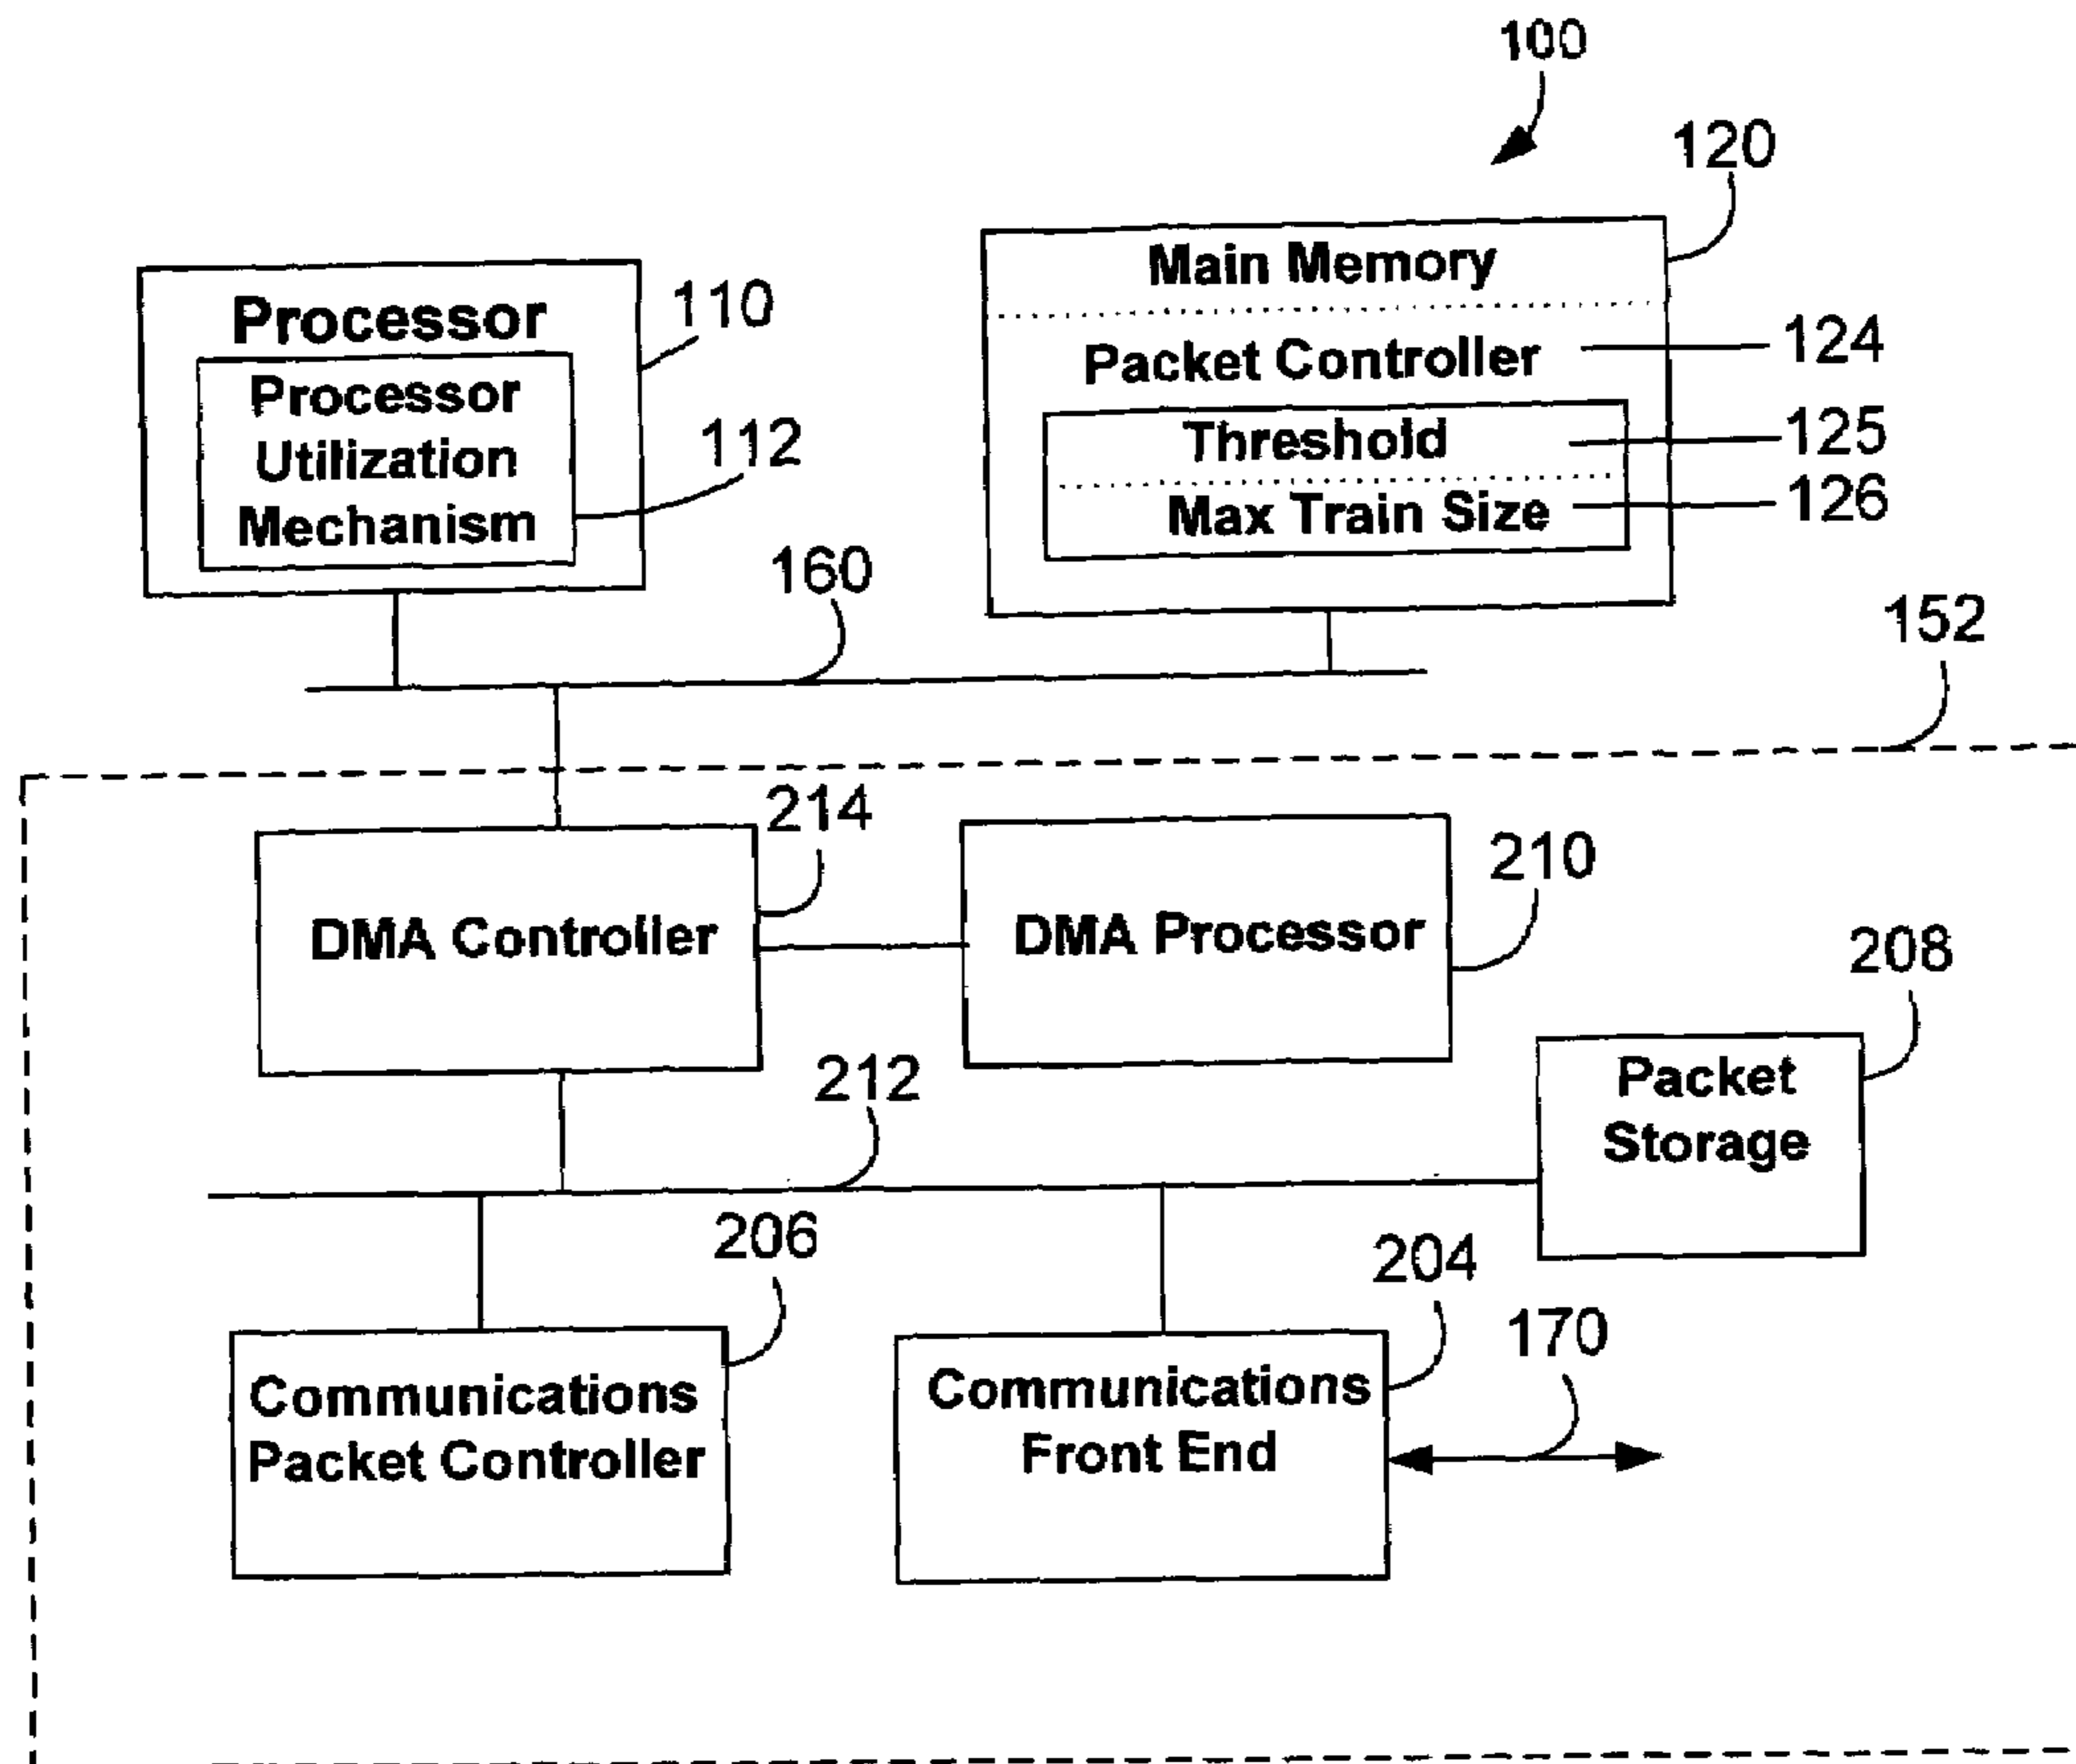 100
120
Main Memory
Processor
110
Packet Controller
124
Processor
Utilization
Mechanism
112
Threshold
125
Max Train Size
126
160
152
214
DMA Controller
DMA Processor
210
208
Packet
Storage
212
206
204
170
Communications
Packet Controller
Communications
Front End